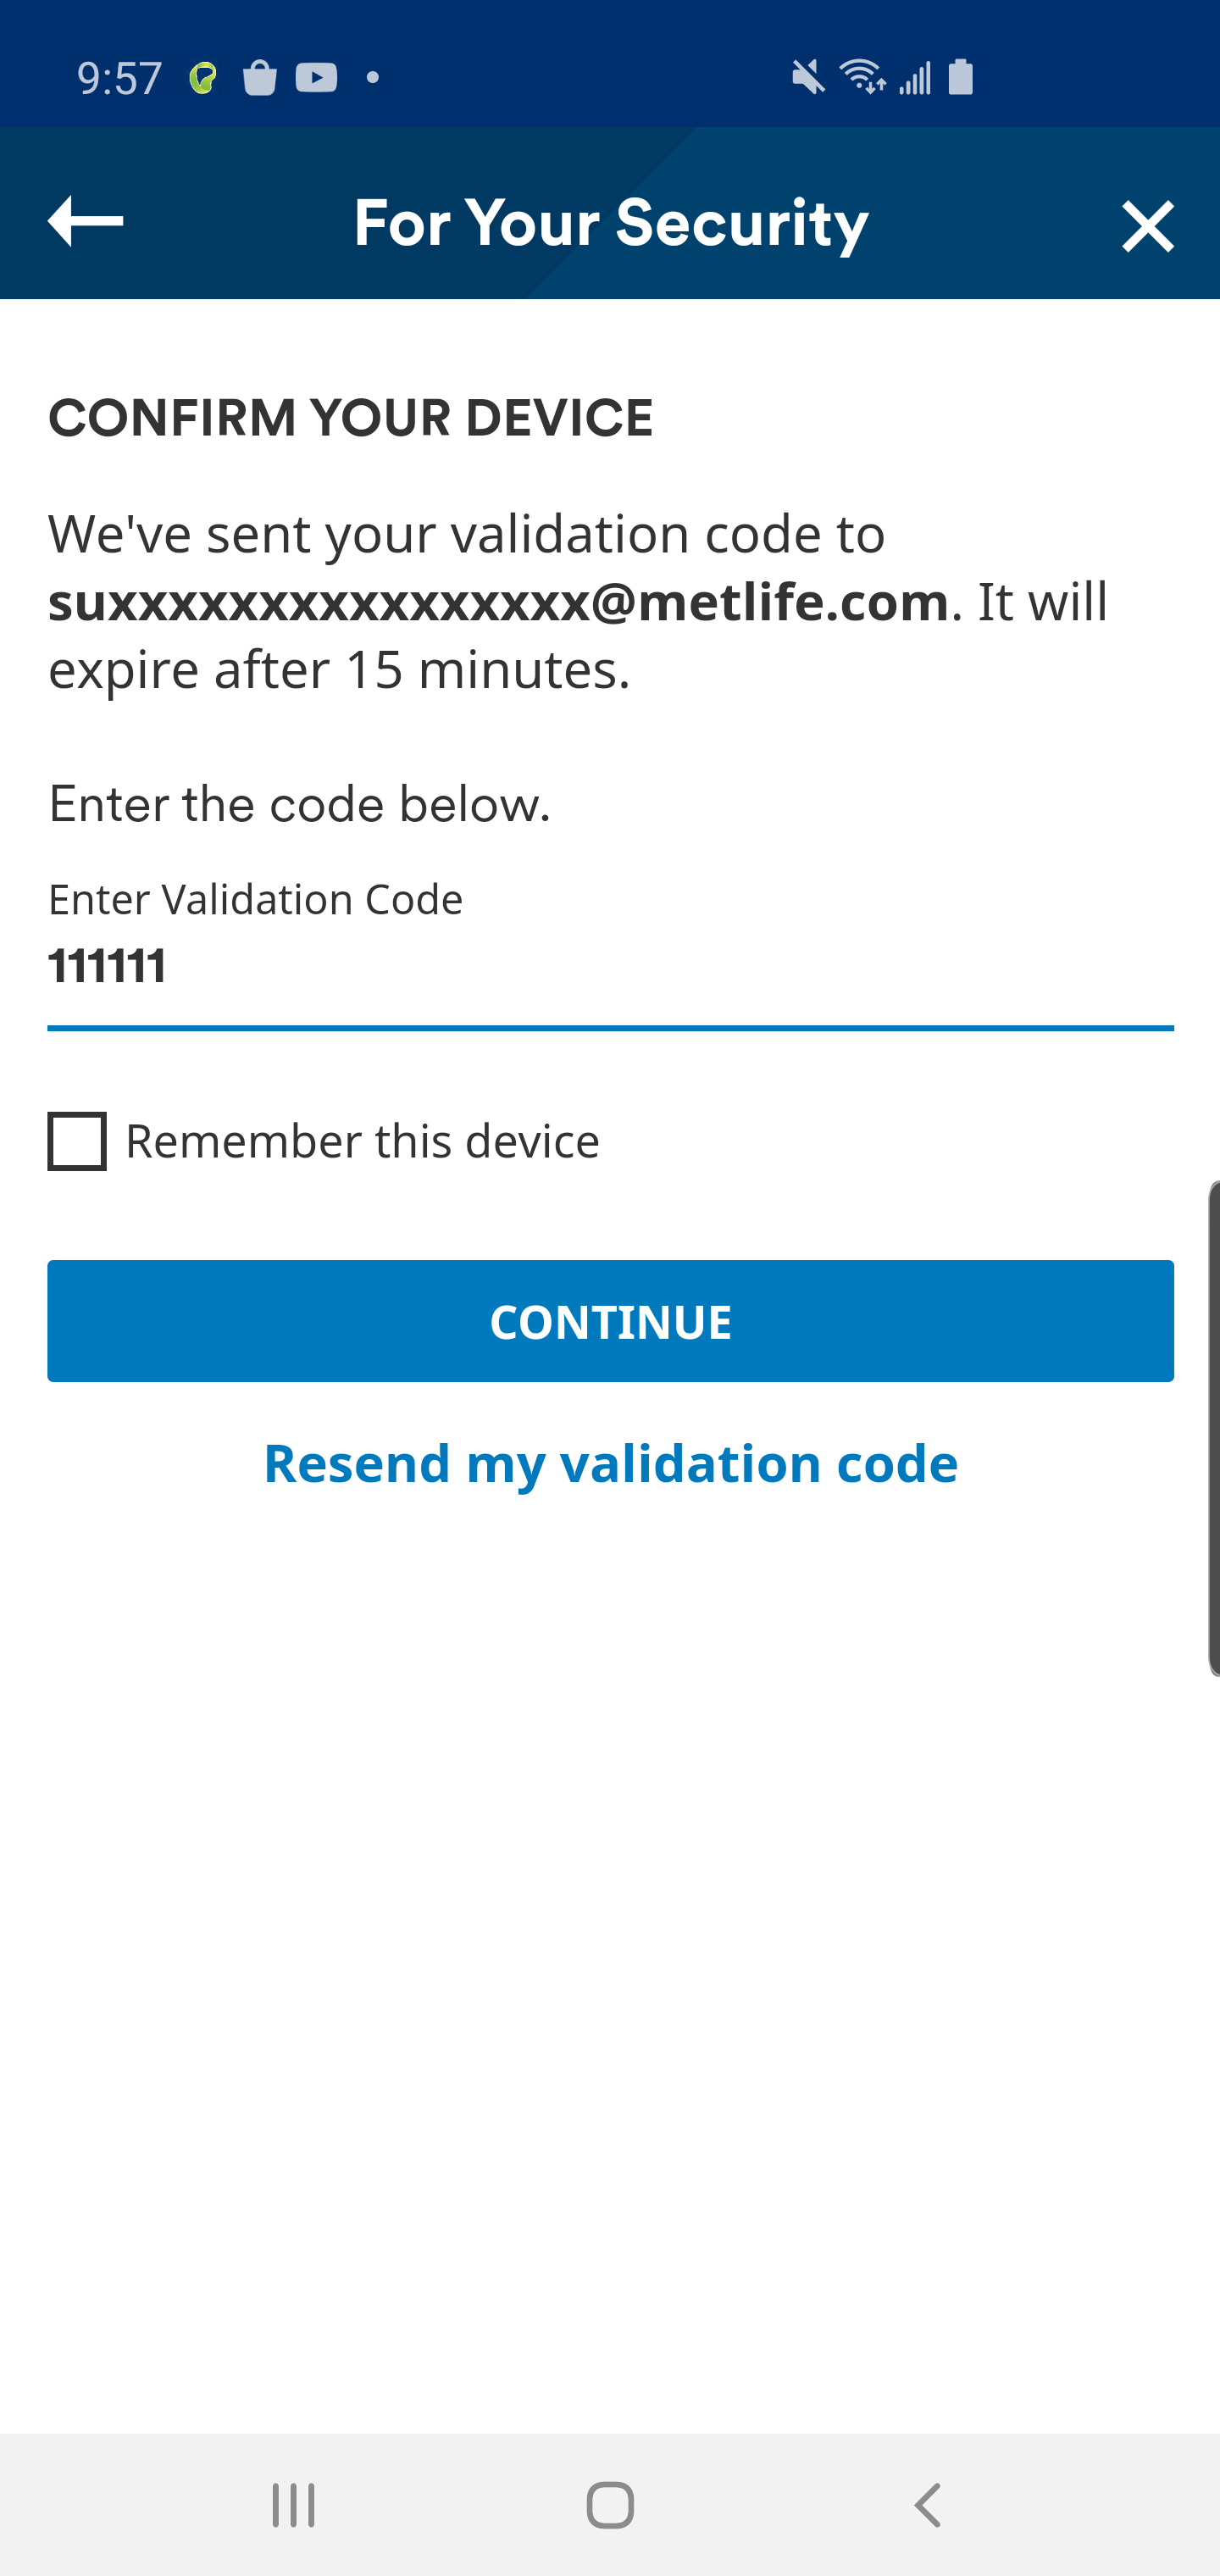 9:57
For Your Security
CONFIRM YOUR DEVICE
We've sent your validation code to
suxxxxxxxxxxxxxxxx@metlife.com. It will
expire after 15 minutes.
Enter the code below.
Enter Validation Code
111111
Remember this device
CONTINUE
Resend my validation code